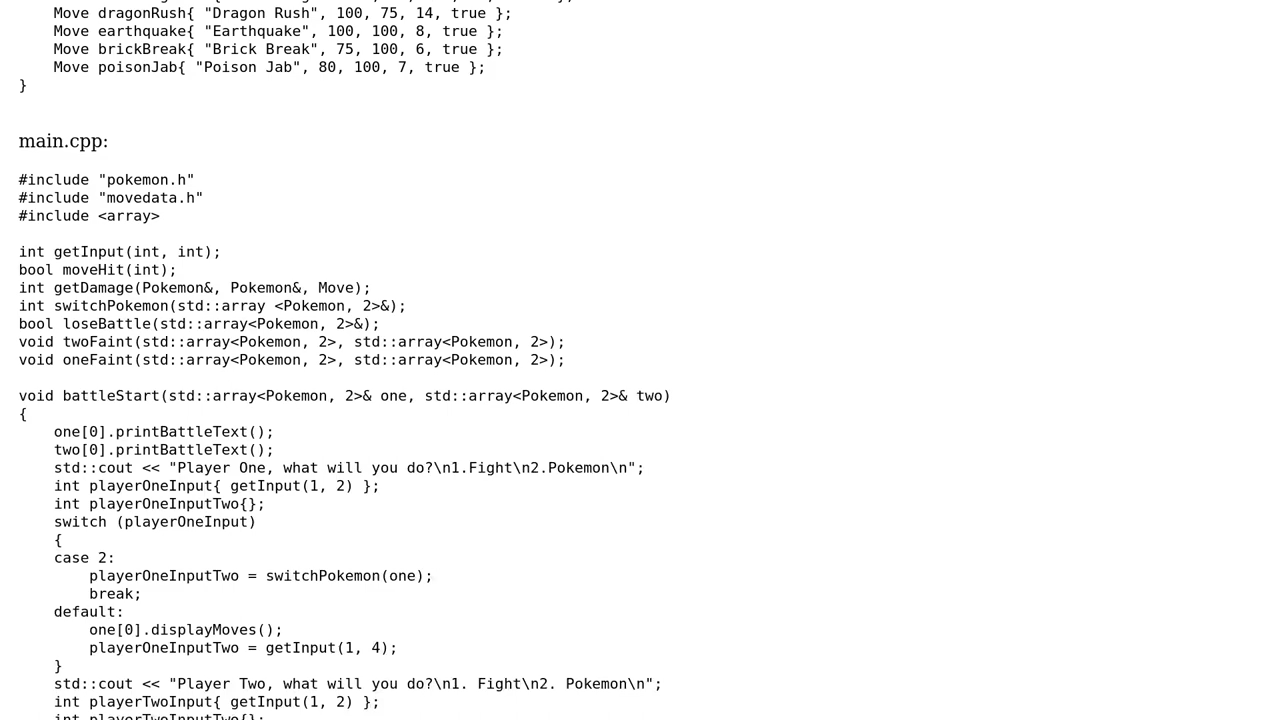 Move dragonRush{ "Dragon Rush", 100, 75, 14, true };
Move earthquake{ "Earthquake", 100, 100, 8, true };
Move brickBreak{ "Brick Break", 75, 100, 6, true };
Move poisonJab{ "Poison Jab", 80, 100, 7, true };
}
main.cpp:
#include "pokemon.h"
#include "movedata.h"
#include <array>
int getInput(int, int);
bool moveHit(int);
int getDamage(Pokemon&, Pokemon&, Move);
int switchPokemon(std::array <Pokemon, 2>&);
bool loseBattle(std::array<Pokemon, 2>&);
void twoFaint(std::array<Pokemon, 2>, std::array<Pokemon, 2>);
void oneFaint(std::array<Pokemon, 2>, std::array<Pokemon, 2>);
void battleStart(std::array<Pokemon, 2>& one, std::array<Pokemon, 2>& two)
{
one[0].printBattleText();
two[0].printBattleText();
std::cout << "Player One, what will you do?\n1.Fight\n2.Pokemon\n";
int playerOneInput{ getInput(1, 2) };
int playerOneInputTwo{};
switch (playerOneInput)
{
case 2:
playerOneInputTwo = switchPokemon(one);
break;
default:
one[0].displayMoves();
playerOneInputTwo = getInput(1, 4);
}
std::cout << "Player Two, what will you do?\n1. Fight\n2. Pokemon\n";
int playerTwoInput{ getInput(1, 2) };
int playerTwoInputTwo{};